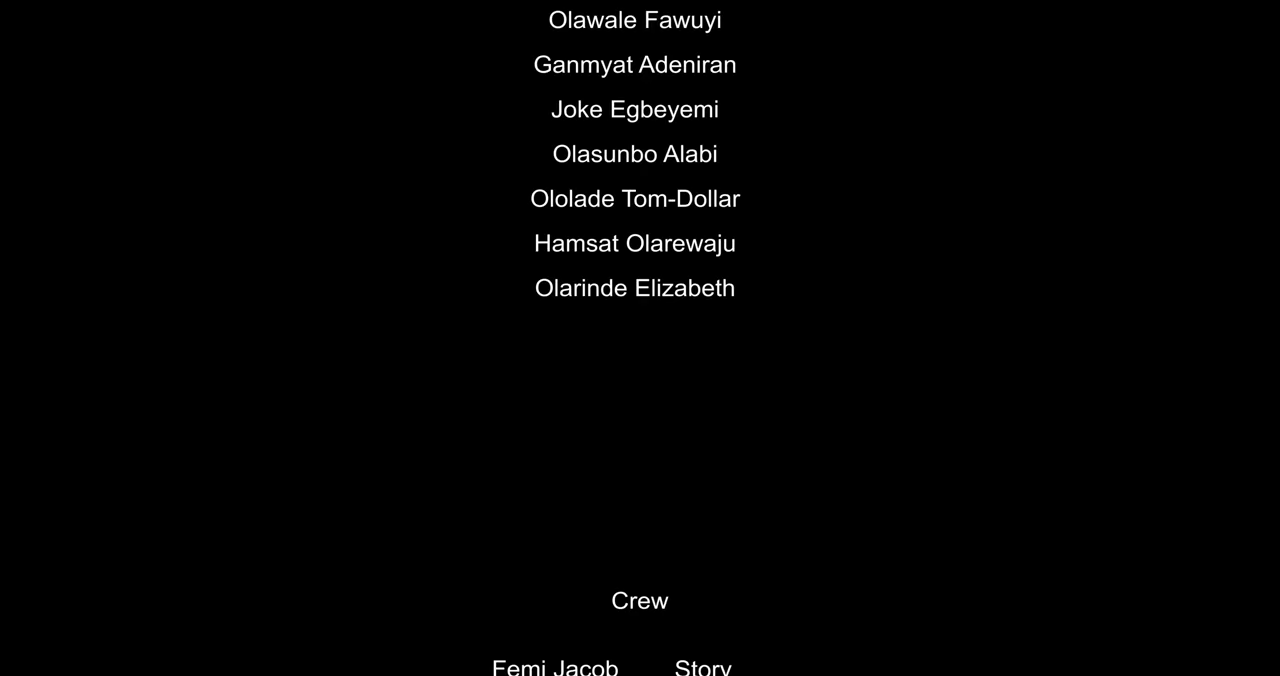 Olawale Fawuyi
Ganmyat Adeniran
Joke Egbeyemi
Olasunbo Alabi
Ololade Tom-Dollar
Hamsat Olarewaju
Olarinde Elizabeth
Crew
Femi Jacob Story